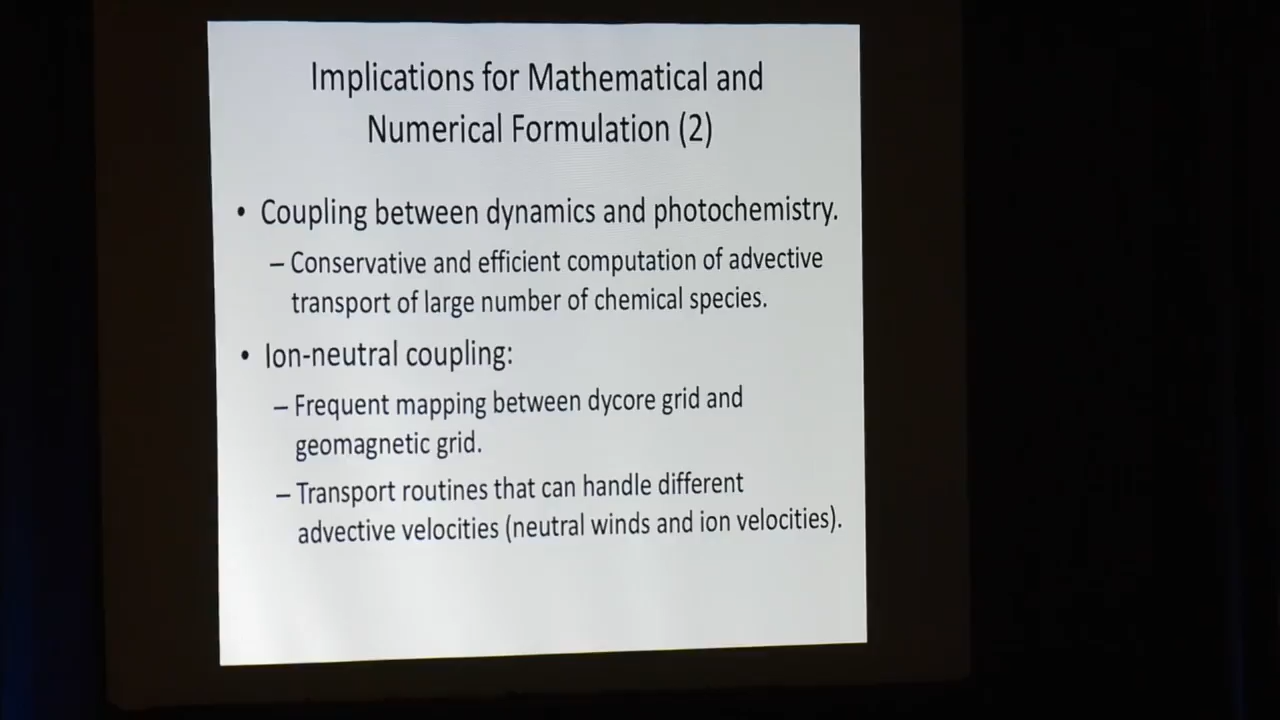 Implications for Mathematical and
Numerical Formulation (2)
• Coupling between dynamics and photochemistry.
– Conservative and efficient computation of advective
transport of large number of chemical species.
• Ion-neutral coupling:
– Frequent mapping between dycore grid and
geomagnetic grid.
– Transport routines that can handle different
advective velocities (neutral winds and ion velocities).